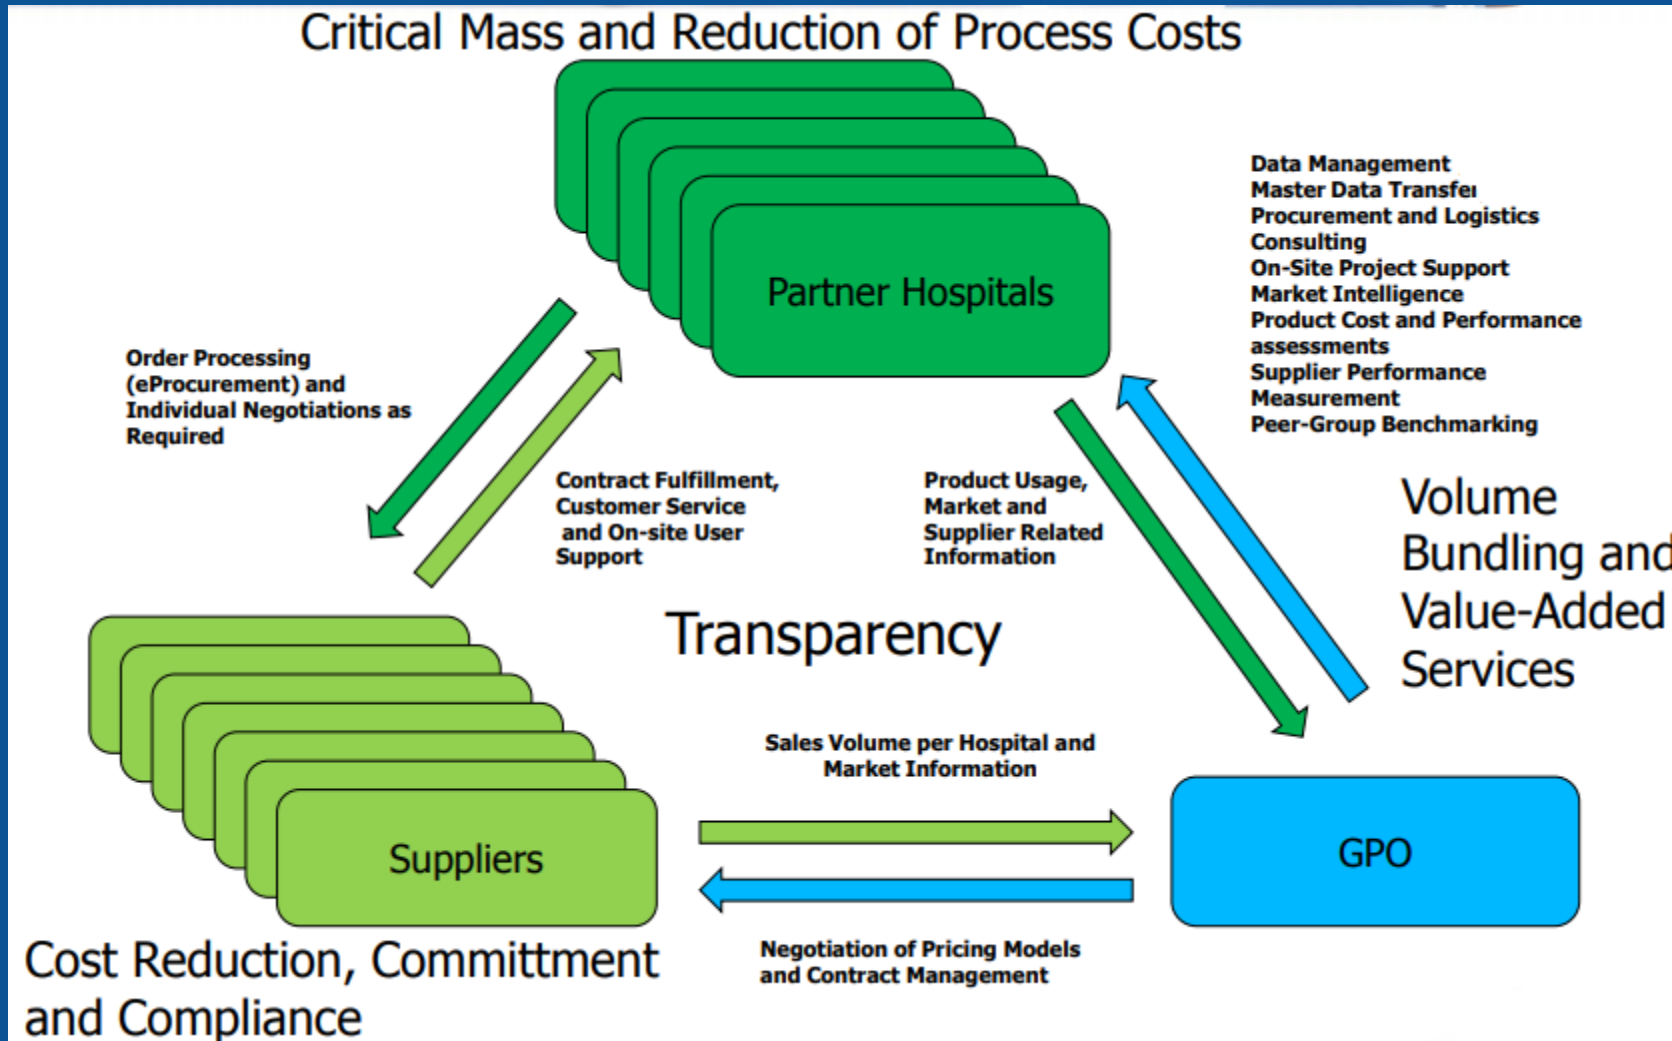 Critical Mass and Reduction of Process Costs
Partner Hospitals
Data Management
Master Data Transfer
Procurement and Logistics
Consulting
On-Site Project Support
Market Intelligence
Product Cost and Performance
assessments
Supplier Performance
Measurement
Peer-Group Benchmarking
Order Processing
(eProcurement) and
Individual Negotiations as
Required
Contract Fulfillment,
Customer Service
and On-site User
Support
Product Usage,
Market and
Supplier Related
Information
Volume
Bundling and
Value-Added
Services
Transparency
Sales Volume per Hospital and
Market Information
Suppliers
GPO
Negotiation of Pricing Models
and Contract Management
Cost Reduction, Committment
and Compliance